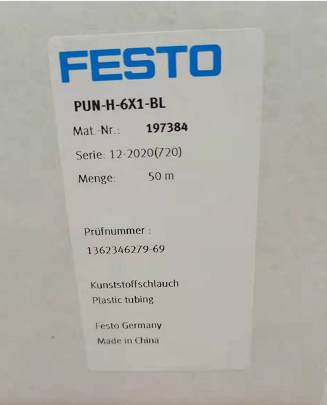 FESTO
PUN-H-6X1-BL
Mat.-Nr.: 197384
Serie: 12-2020(720)
Menge: 50 m
Prüfnummer :
1362346279-69
Kunststoffschlauch
Plastic tubing
Festo Germany
Made in China